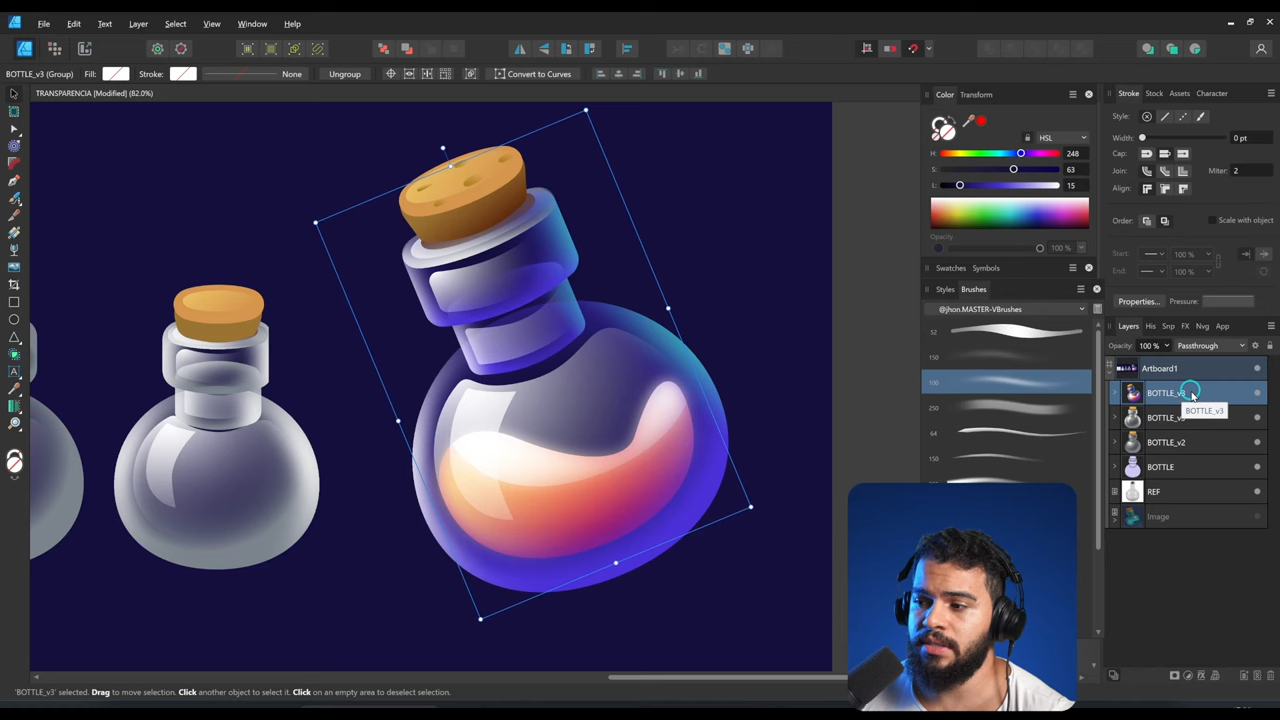 File Edit Text Layer Select View Window Help
BOTTLE_v3 (Group) Fill: Stroke: None Ungroup Convert to Curves
TRANSPARENCIA [Modified] (82.0%)
Color Transform
HSL
H: 248
S: 63
L: 15
Opacity
100 %
Swatches Symbols
Styles Brushes
@jhon.MASTER-VBrushes
52
150
100
250
64
150
Stroke Stock Assets Character
Style:
Width: 0 pt
Cap:
Join: Miter: 2
Align:
Order: Scale with object
Start: 100 %
End: 100 %
Properties... Pressure:
Layers His Snp FX Nvg App
Opacity: 100 % Passthrough
Artboard1
BOTTLE_v3
BOTTLE_v3
BOTTLE_v3
BOTTLE_v2
BOTTLE
REF
Image
'BOTTLE_v3' selected. Drag to move selection. Click another object to select it. Click on an empty area to deselect selection.